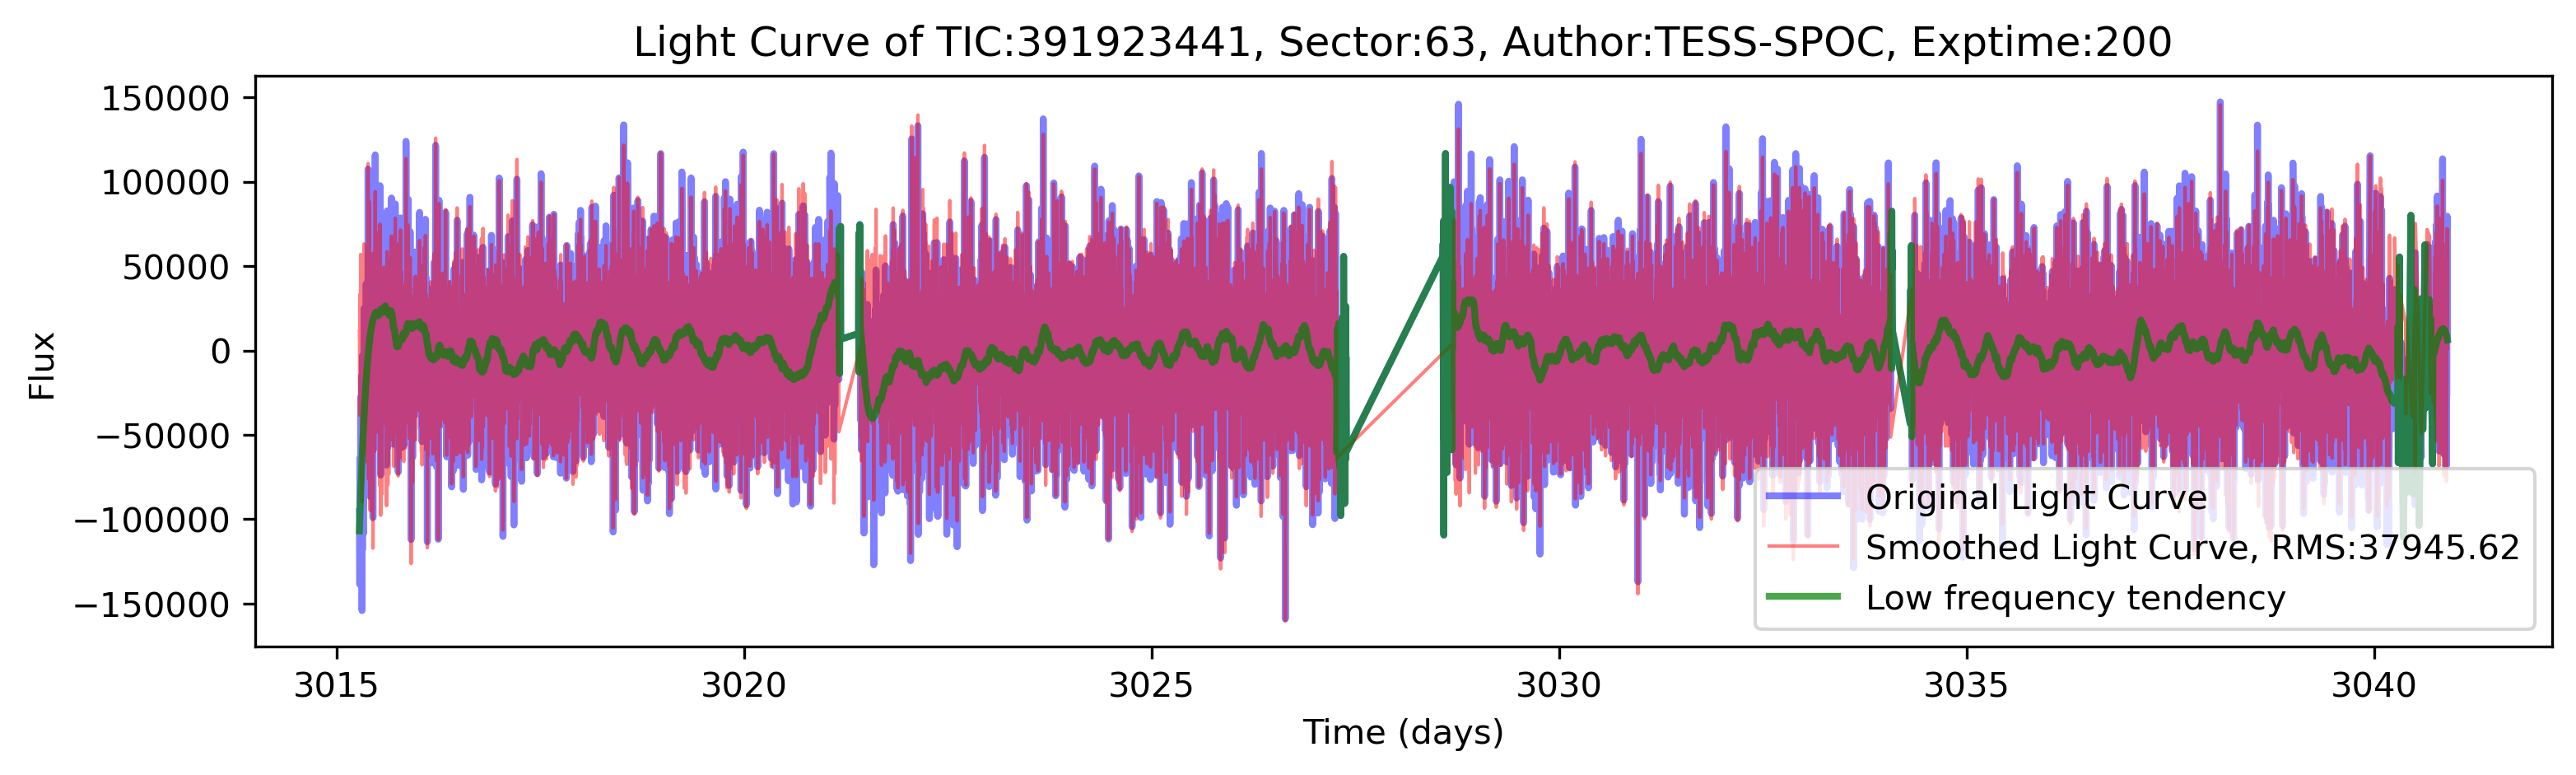 Light Curve of TIC:391923441, Sector:63, Author:TESS-SPOC, Exptime:200
Flux
150000
100000
50000
0
−50000
−100000
−150000
3015
3020
3025
3030
3035
3040
Time (days)
Original Light Curve
Smoothed Light Curve, RMS:37945.62
Low frequency tendency